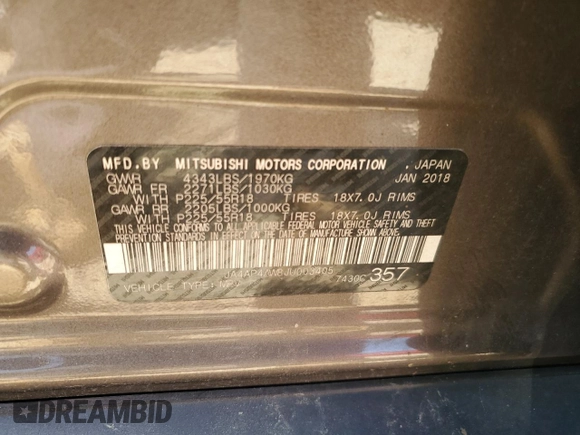 MFD.BY MITSUBISHI MOTORS CORPORATION , JAPAN
GVWR 4343LBS/1970KG JAN 2018
GAWR FR 2271LBS/1030KG
WITH P225/55R18 TIRES 18X7.0J RIMS
GAWR RR 2205LBS/1000KG
WITH P225/55R18 TIRES 18X7.0J RIMS
THIS VEHICLE CONFORMS TO ALL APPLICABLE
FEDERAL MOTOR VEHICLE SAFETY AND THEFT
PREVENTION STANDARDS IN EFFECT ON THE DATE
OF MANUFACTURE SHOWN ABOVE.
VEHICLE TYPE: 357
DREAMBID